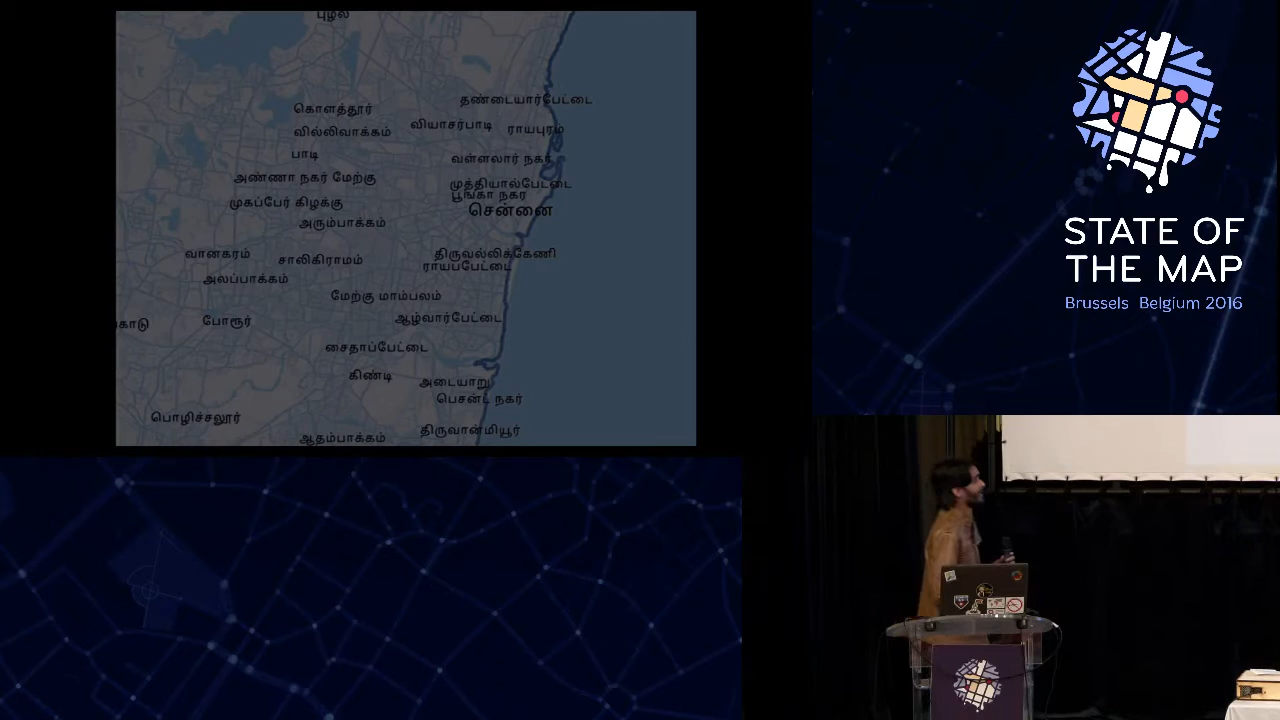 புழல்
கொளத்தூர்
தண்டையார்பேட்டை
வில்லிவாக்கம்
வியாசர்பாடி
ராயபுரம்
பாடி
வள்ளலார் நகர்
அண்ணா நகர் மேற்கு
முத்தியால்பேட்டை
பூங்கா நகர்
முகப்பேர் கிழக்கு
சென்னை
அரும்பாக்கம்
வானகரம்
சாலிகிராமம்
திருவல்லிக்கேணி
ராயப்பேட்டை
அலப்பாக்கம்
மேற்கு மாம்பலம்
போரூர்
ஆழ்வார்பேட்டை
சைதாப்பேட்டை
கிண்டி
அடையாறு
பெசன்ட் நகர்
பொழிச்சலூர்
திருவான்மியூர்
ஆதம்பாக்கம்
STATE OF
THE MAP
Brussels Belgium 2016